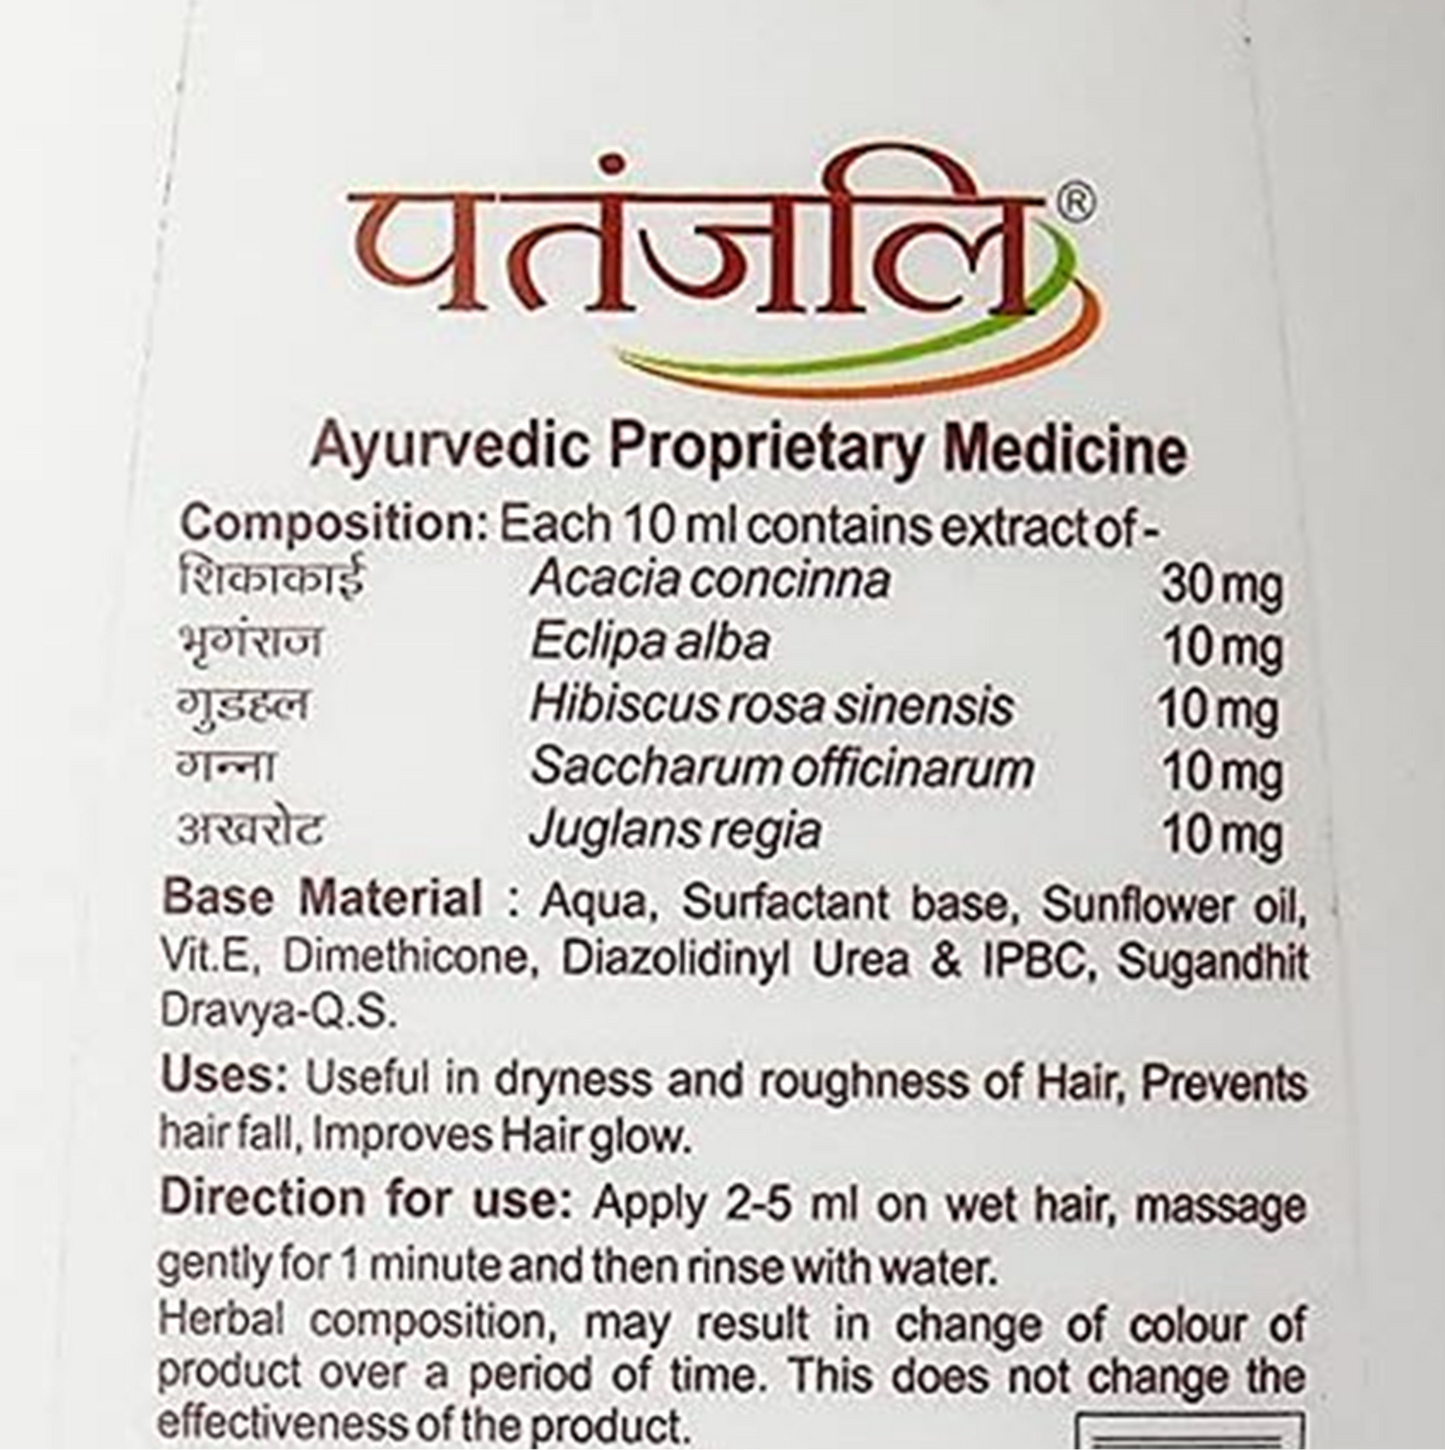 पतंजलि®
Ayurvedic Proprietary Medicine
Composition: Each 10 ml contains extract of -
शिकाकाई Acacia concinna 30 mg
भृगंराज Eclipa alba 10 mg
गुडहल Hibiscus rosa sinensis 10 mg
गन्ना Saccharum officinarum 10 mg
अखरोट Juglans regia 10 mg
Base Material : Aqua, Surfactant base, Sunflower oil,
Vit.E, Dimethicone, Diazolidinyl Urea & IPBC, Sugandhit
Dravya-Q.S.
Uses: Useful in dryness and roughness of Hair, Prevents
hair fall, Improves Hair glow.
Direction for use: Apply 2-5 ml on wet hair, massage
gently for 1 minute and then rinse with water.
Herbal composition, may result in change of colour of
product over a period of time. This does not change the
effectiveness of the product.